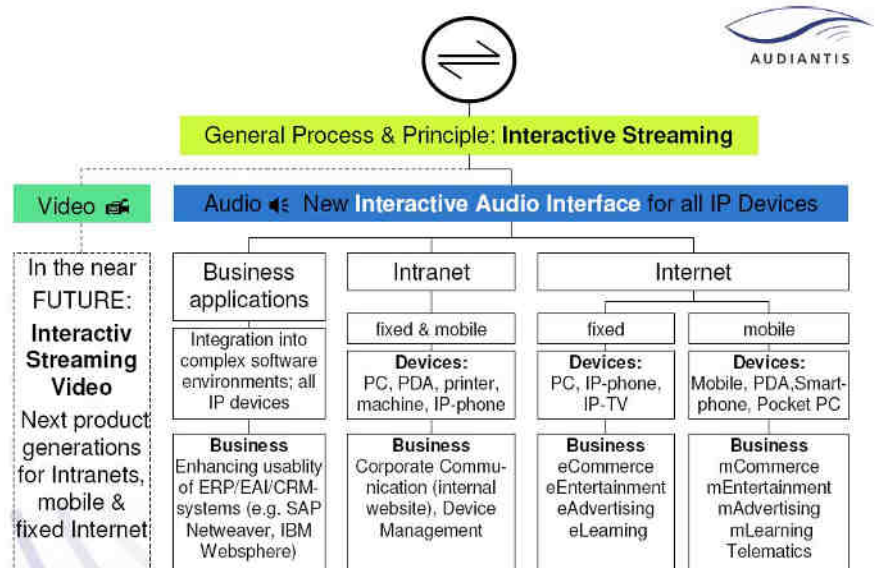 AUDIANTIS
General Process & Principle: Interactive Streaming
Video
Audio New Interactive Audio Interface for all IP Devices
In the near
FUTURE:
Interactiv
Streaming
Video
Next product
generations
for Intranets,
mobile &
fixed Internet
Business
applications
Integration into
complex software
environments; all
IP devices
Business
Enhancing usablity
of ERP/EAI/CRM-
systems (e.g. SAP
Netweaver, IBM
Websphere)
Intranet
fixed & mobile
Devices:
PC, PDA, printer,
machine, IP-phone
Business
Corporate Commu-
nication (internal
website), Device
Management
Internet
fixed
Devices:
PC, IP-phone,
IP-TV
Business
eCommerce
eEntertainment
eAdvertising
eLearning
mobile
Devices:
Mobile, PDA,Smart-
phone, Pocket PC
Business
mCommerce
mEntertainment
mAdvertising
mLearning
Telematics